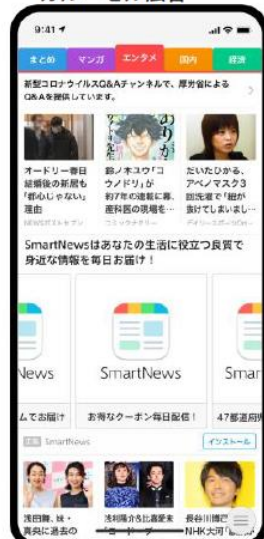 9:41
まとめ マンガ エンタメ 国内 経済
新型コロナウイルスQ&Aチャンネルで、厚労省による
Q&Aを提供しています。
オードリー春日
結婚後の新居も
「都心じゃない」
理由
鈴ノ木ユウ「コ
ウノドリ」が
約7年の連載に幕、
産科医の現場を…
だいたひかる、
アベノマスク3
回洗濯で「紐が
抜けてしまいまし…
SmartNewsはあなたの生活に役立つ良質で
身近な情報を毎日お届け!
News
SmartNews
Smar
ムでお届け
お得なクーポン毎日配信!
47都道府県
SmartNews
インストール
浅田舞、妹・
真央に過去の
浅利陽介&比嘉愛未
長谷川博己
NHK大河